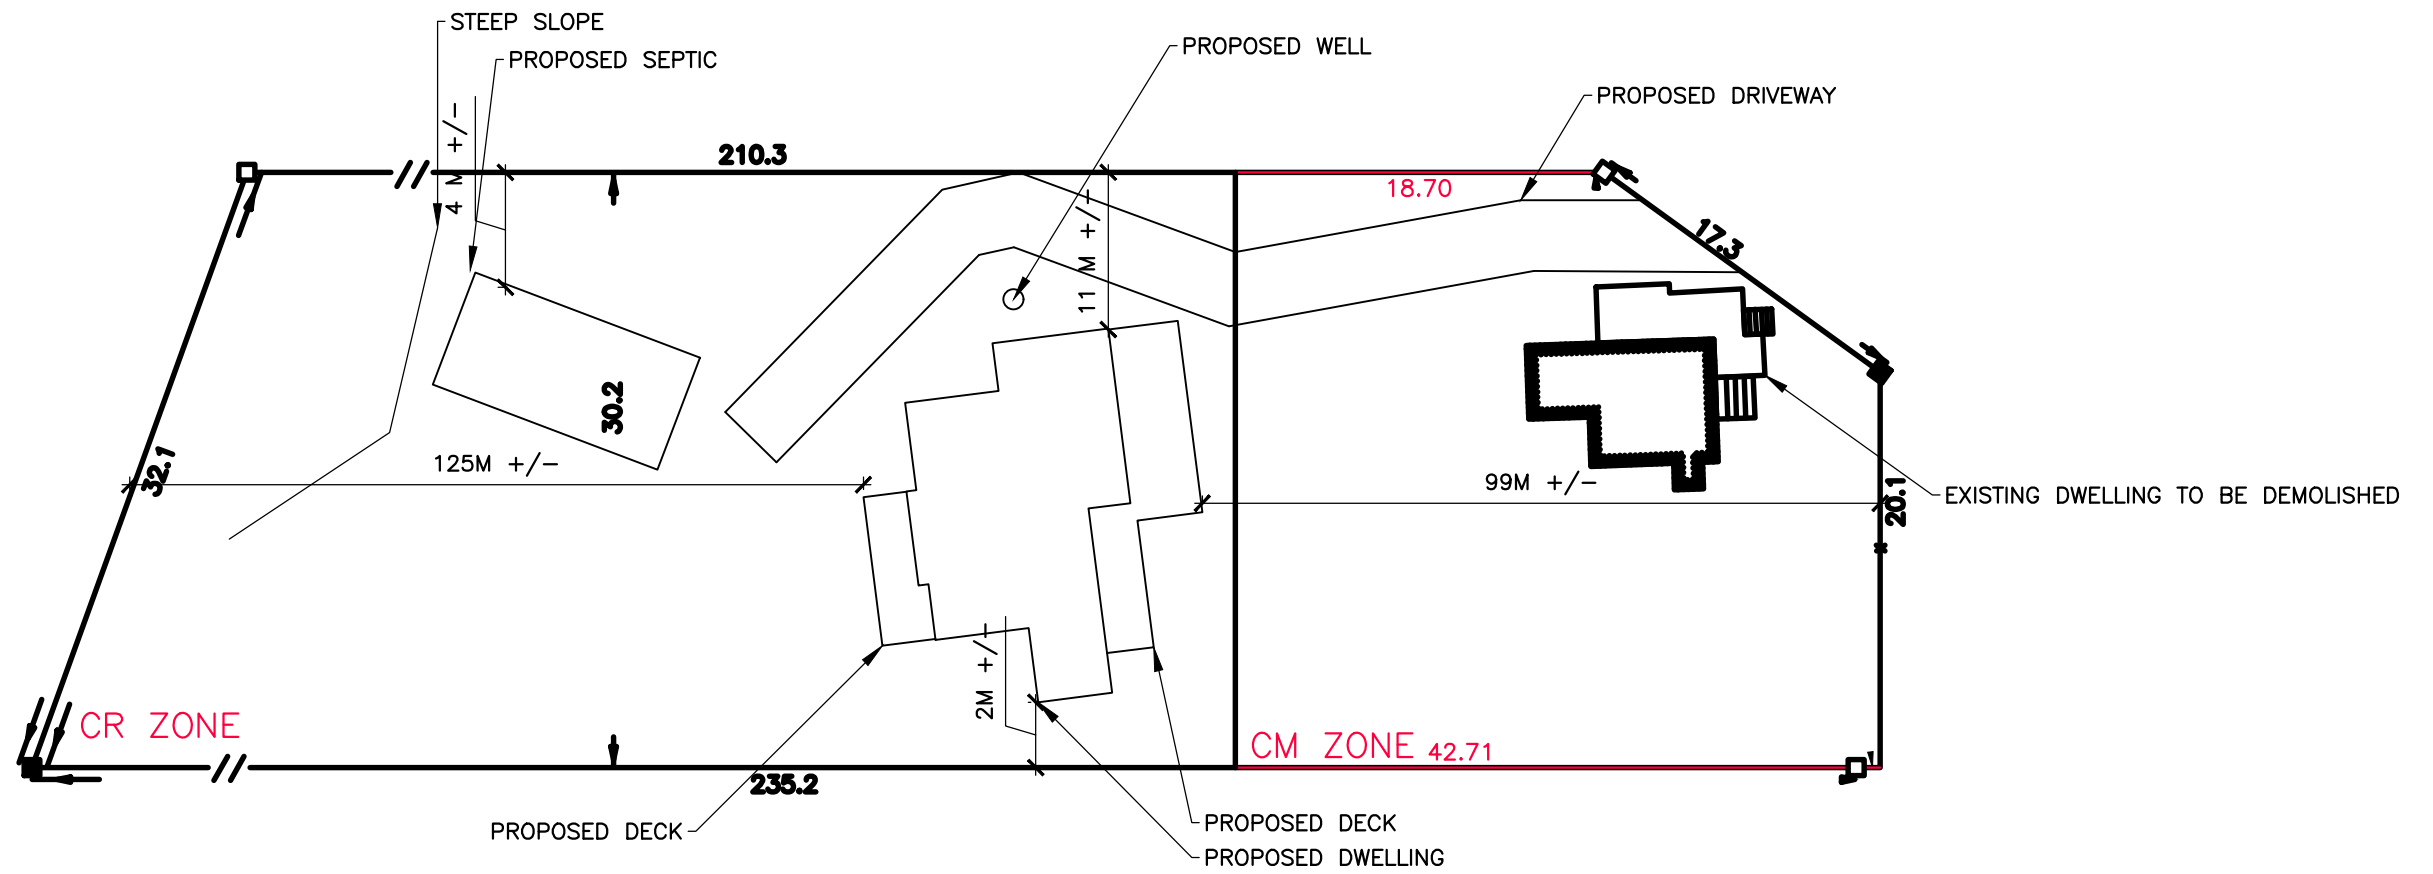 STEEP SLOPE
PROPOSED WELL
PROPOSED SEPTIC
PROPOSED DRIVEWAY
4 M +/-
210.3
18.70
17.3
11 M +/-
30.2
125M +/-
32.1
99M +/-
20.1
EXISTING DWELLING TO BE DEMOLISHED
2M +/-
CR ZONE
CM ZONE 42.71
235.2
PROPOSED DECK
PROPOSED DECK
PROPOSED DWELLING